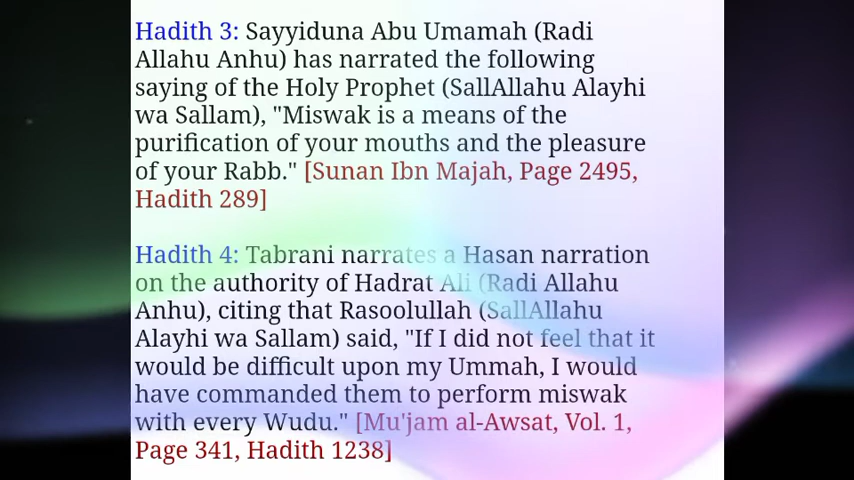 Hadith 3: Sayyiduna Abu Umamah (Radi
Allahu Anhu) has narrated the following
saying of the Holy Prophet (SallAllahu Alayhi
wa Sallam), "Miswak is a means of the
purification of your mouths and the pleasure
of your Rabb." [Sunan Ibn Majah, Page 2495,
Hadith 289]
Hadith 4: Tabrani narrates a Hasan narration
on the authority of Hadrat Ali (Radi Allahu
Anhu), citing that Rasoolullah (SallAllahu
Alayhi wa Sallam) said, "If I did not feel that it
would be difficult upon my Ummah, I would
have commanded them to perform miswak
with every Wudu." [Mu'jam al-Awsat, Vol. 1,
Page 341, Hadith 1238]